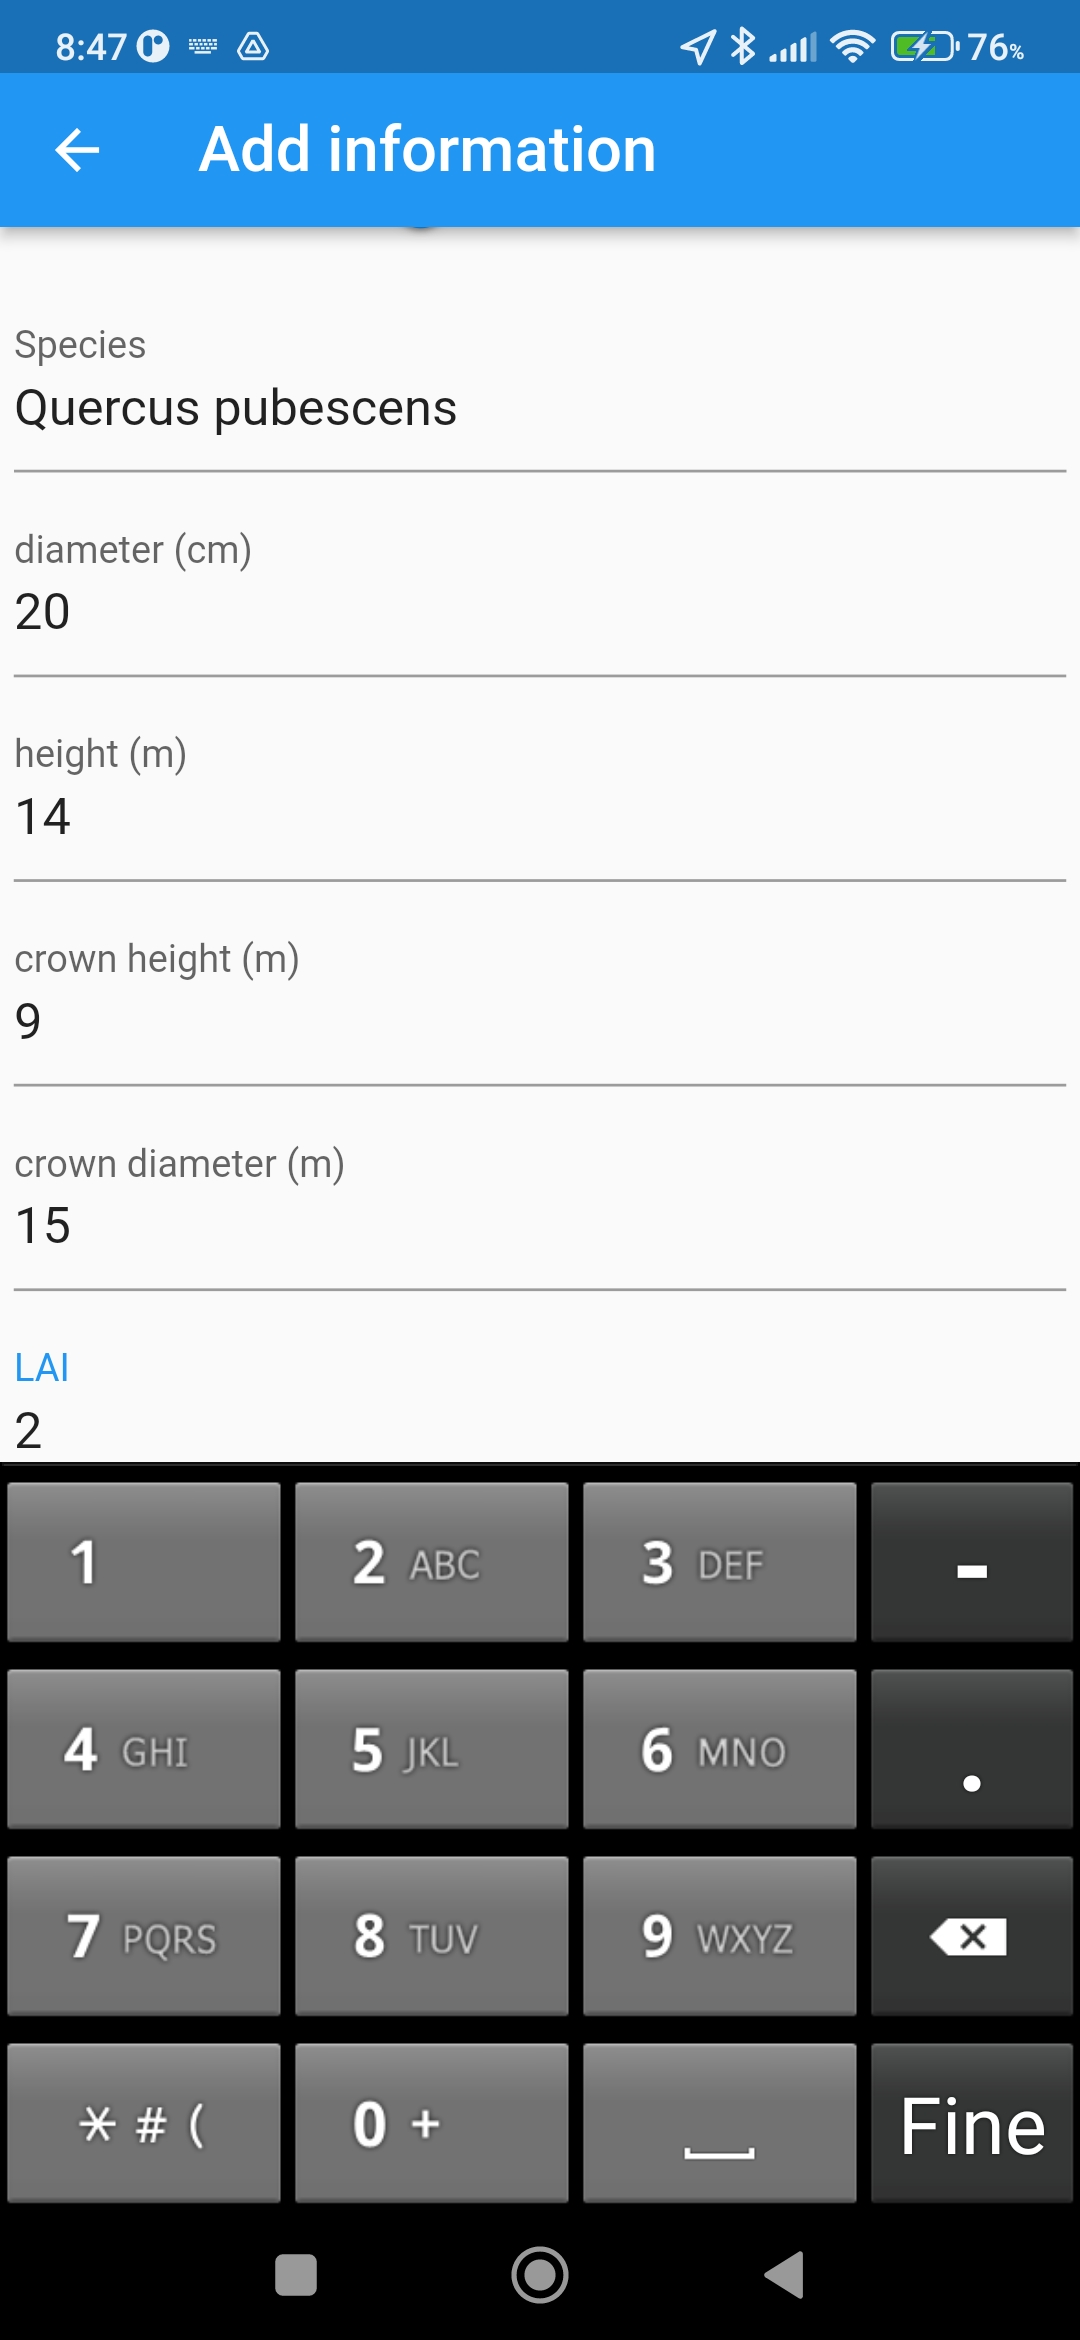 8:47 76%
Add information
Species
Quercus pubescens
diameter (cm)
20
height (m)
14
crown height (m)
9
crown diameter (m)
15
LAI
2
1 2 ABC 3 DEF -
4 GHI 5 JKL 6 MNO .
7 PQRS 8 TUV 9 WXYZ
* # ( 0 + Fine